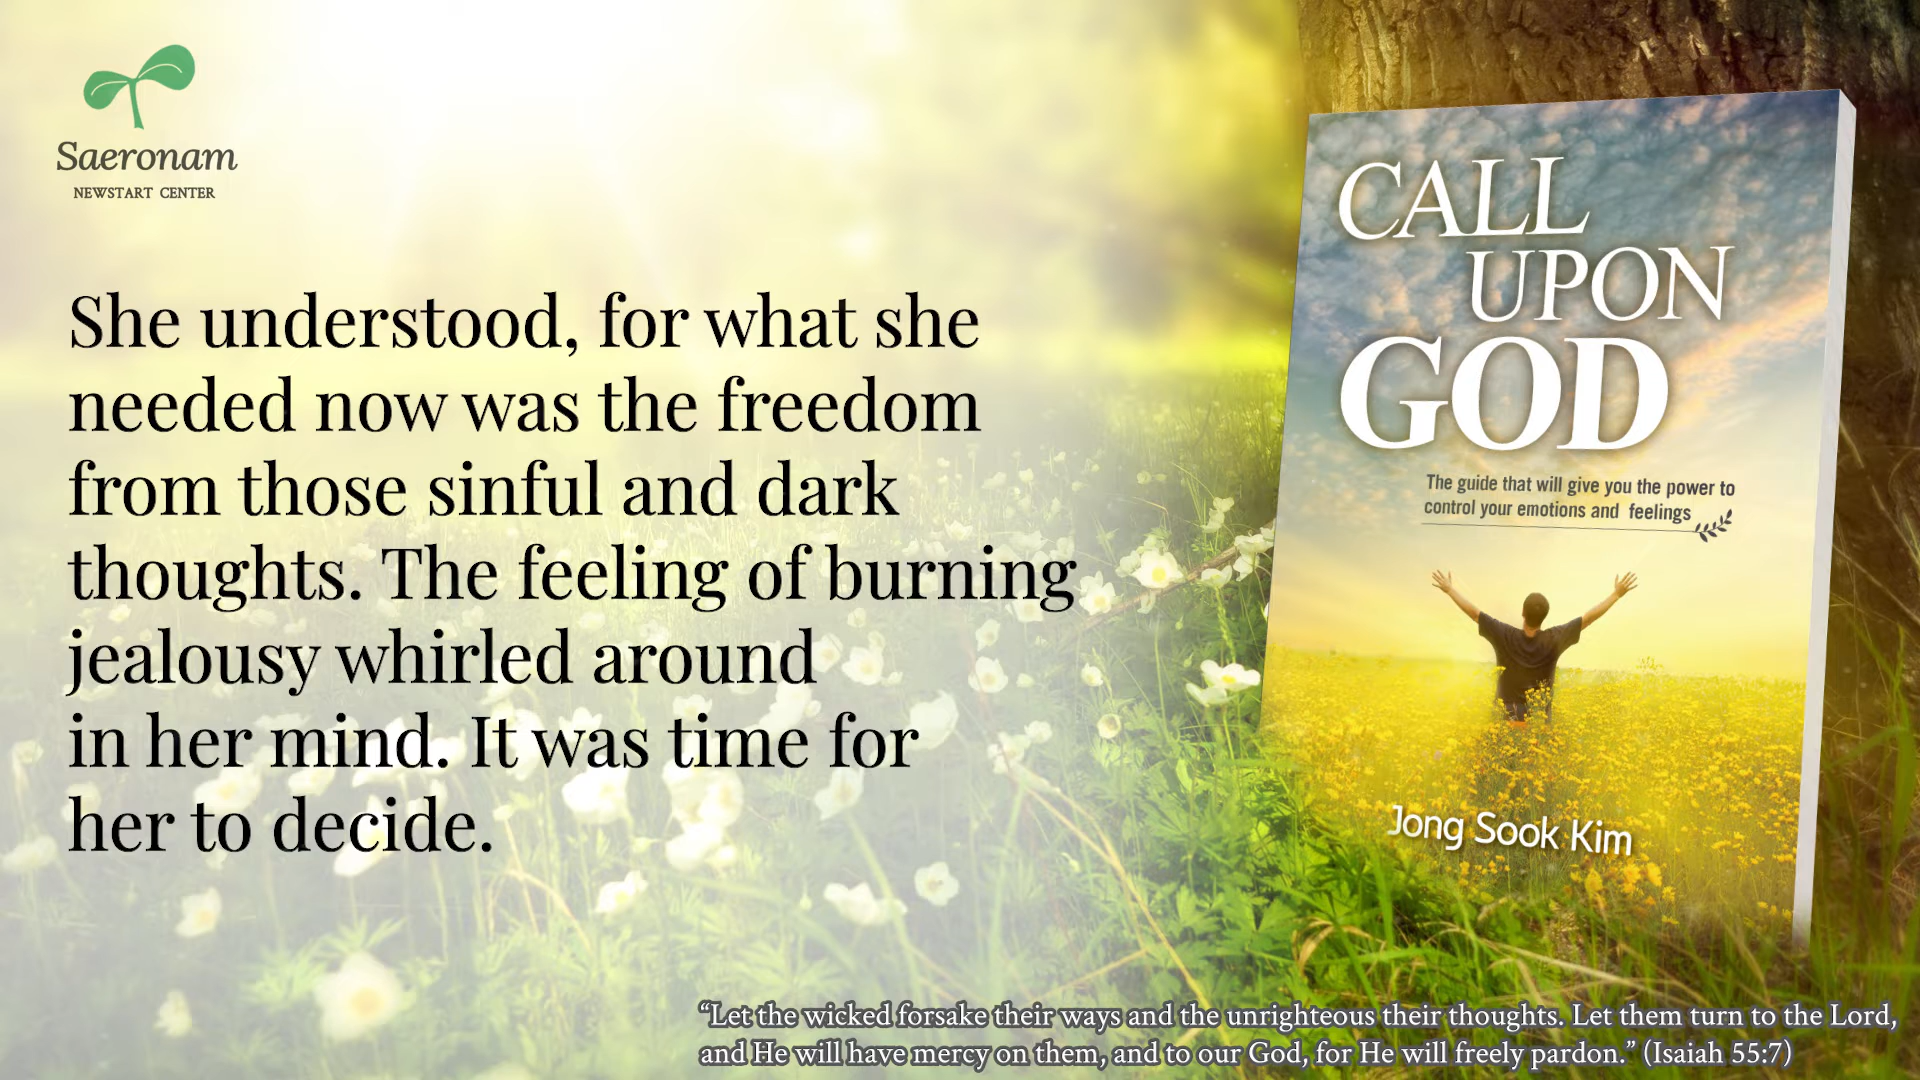 Saeronam
NEWSTART CENTER
She understood, for what she
needed now was the freedom
from those sinful and dark
thoughts. The feeling of burning
jealousy whirled around
in her mind. It was time for
her to decide.
CALL
UPON
GOD
The guide that will give you the power to
control your emotions and feelings
Jong Sook Kim
“Let the wicked forsake their ways and the unrighteous their thoughts. Let them turn to the Lord,
and He will have mercy on them, and to our God, for He will freely pardon.” (Isaiah 55:7)